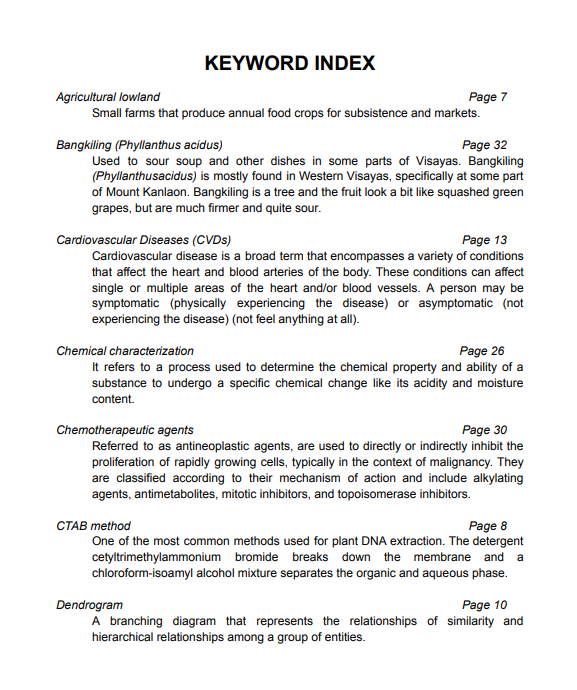 KEYWORD INDEX
Agricultural lowland Page 7
Small farms that produce annual food crops for subsistence and markets.
Bangkiling (Phyllanthus acidus) Page 32
Used to sour soup and other dishes in some parts of Visayas. Bangkiling
(Phyllanthusacidus) is mostly found in Western Visayas, specifically at some part
of Mount Kanlaon. Bangkiling is a tree and the fruit look a bit like squashed green
grapes, but are much firmer and quite sour.
Cardiovascular Diseases (CVDs) Page 13
Cardiovascular disease is a broad term that encompasses a variety of conditions
that affect the heart and blood arteries of the body. These conditions can affect
single or multiple areas of the heart and/or blood vessels. A person may be
symptomatic (physically experiencing the disease) or asymptomatic (not
experiencing the disease) (not feel anything at all).
Chemical characterization Page 26
It refers to a process used to determine the chemical property and ability of a
substance to undergo a specific chemical change like its acidity and moisture
content.
Chemotherapeutic agents Page 30
Referred to as antineoplastic agents, are used to directly or indirectly inhibit the
proliferation of rapidly growing cells, typically in the context of malignancy. They
are classified according to their mechanism of action and include alkylating
agents, antimetabolites, mitotic inhibitors, and topoisomerase inhibitors.
CTAB method Page 8
One of the most common methods used for plant DNA extraction. The detergent
cetyltrimethylammonium bromide breaks down the membrane and a
chloroform-isoamyl alcohol mixture separates the organic and aqueous phase.
Dendrogram Page 10
A branching diagram that represents the relationships of similarity and
hierarchical relationships among a group of entities.